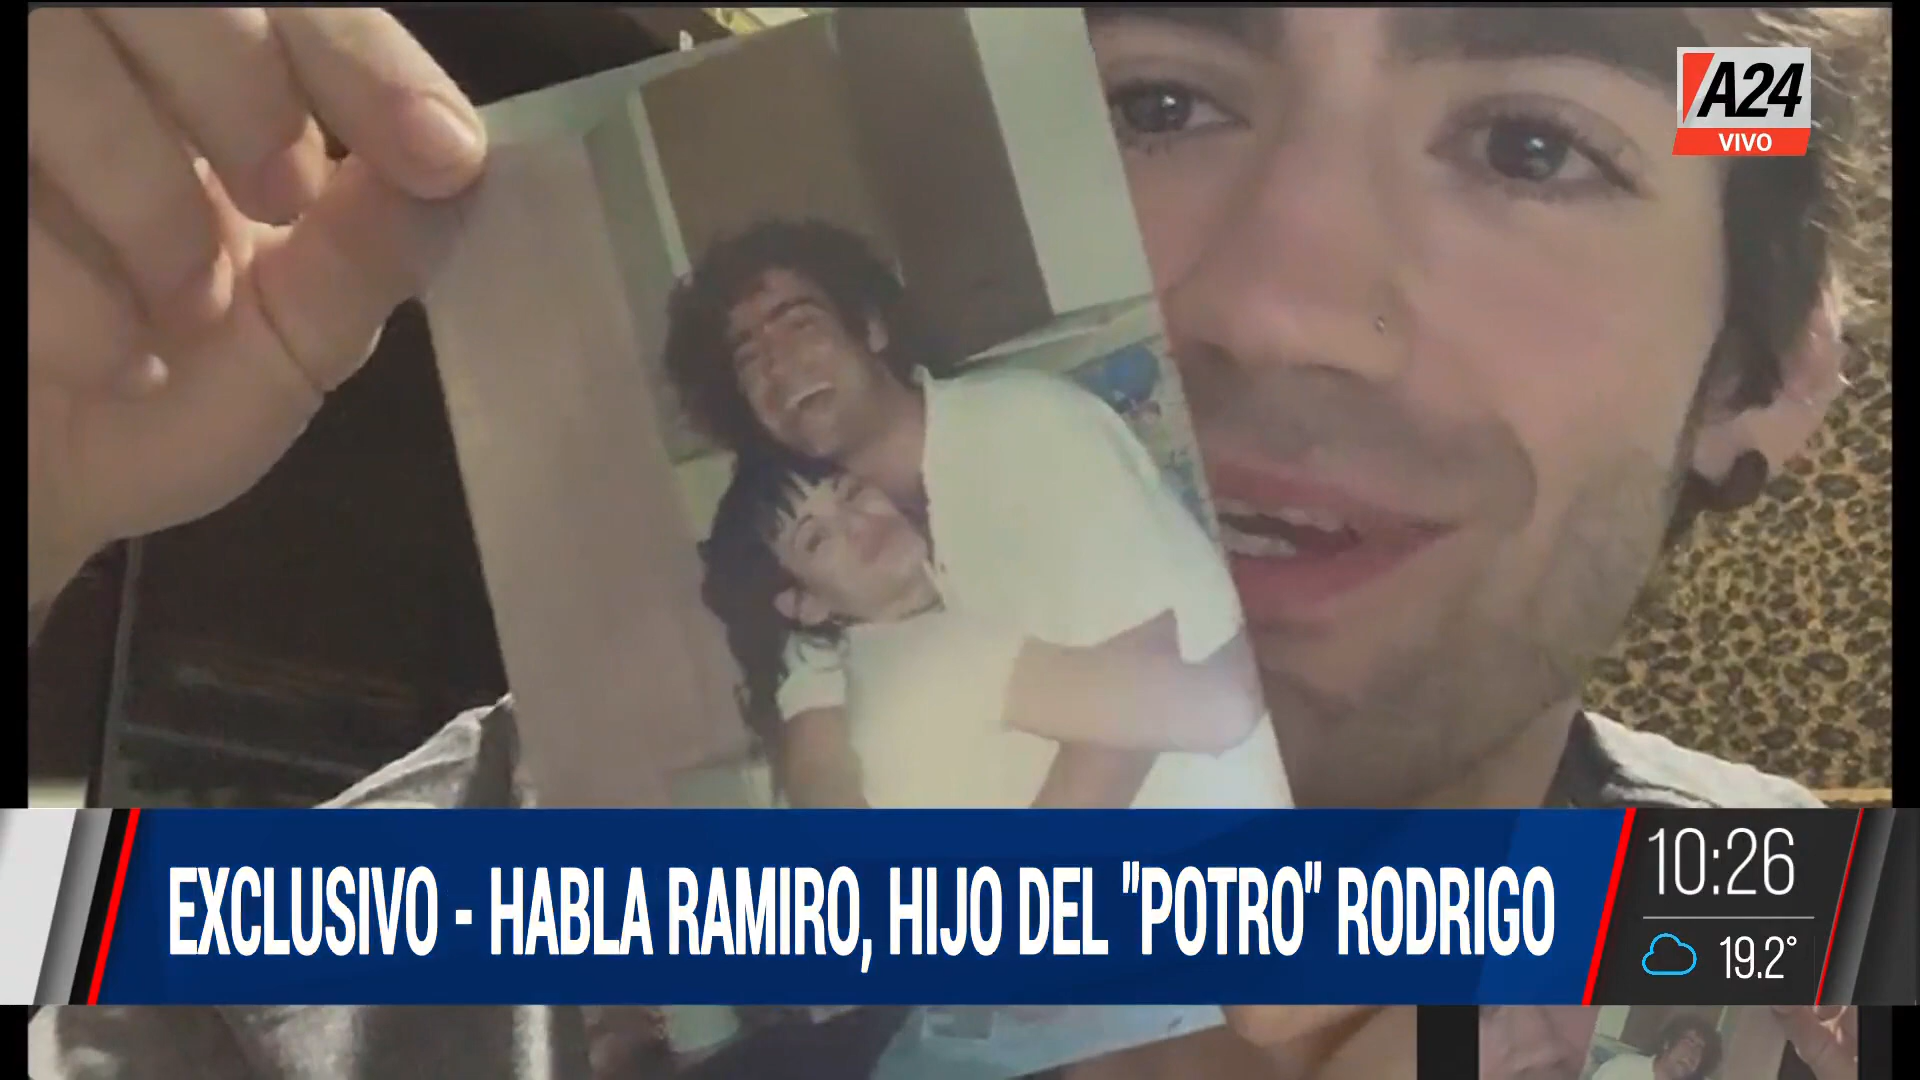 A24
VIVO
EXCLUSIVO - HABLA RAMIRO, HIJO DEL "POTRO" RODRIGO
10:26
19.2°